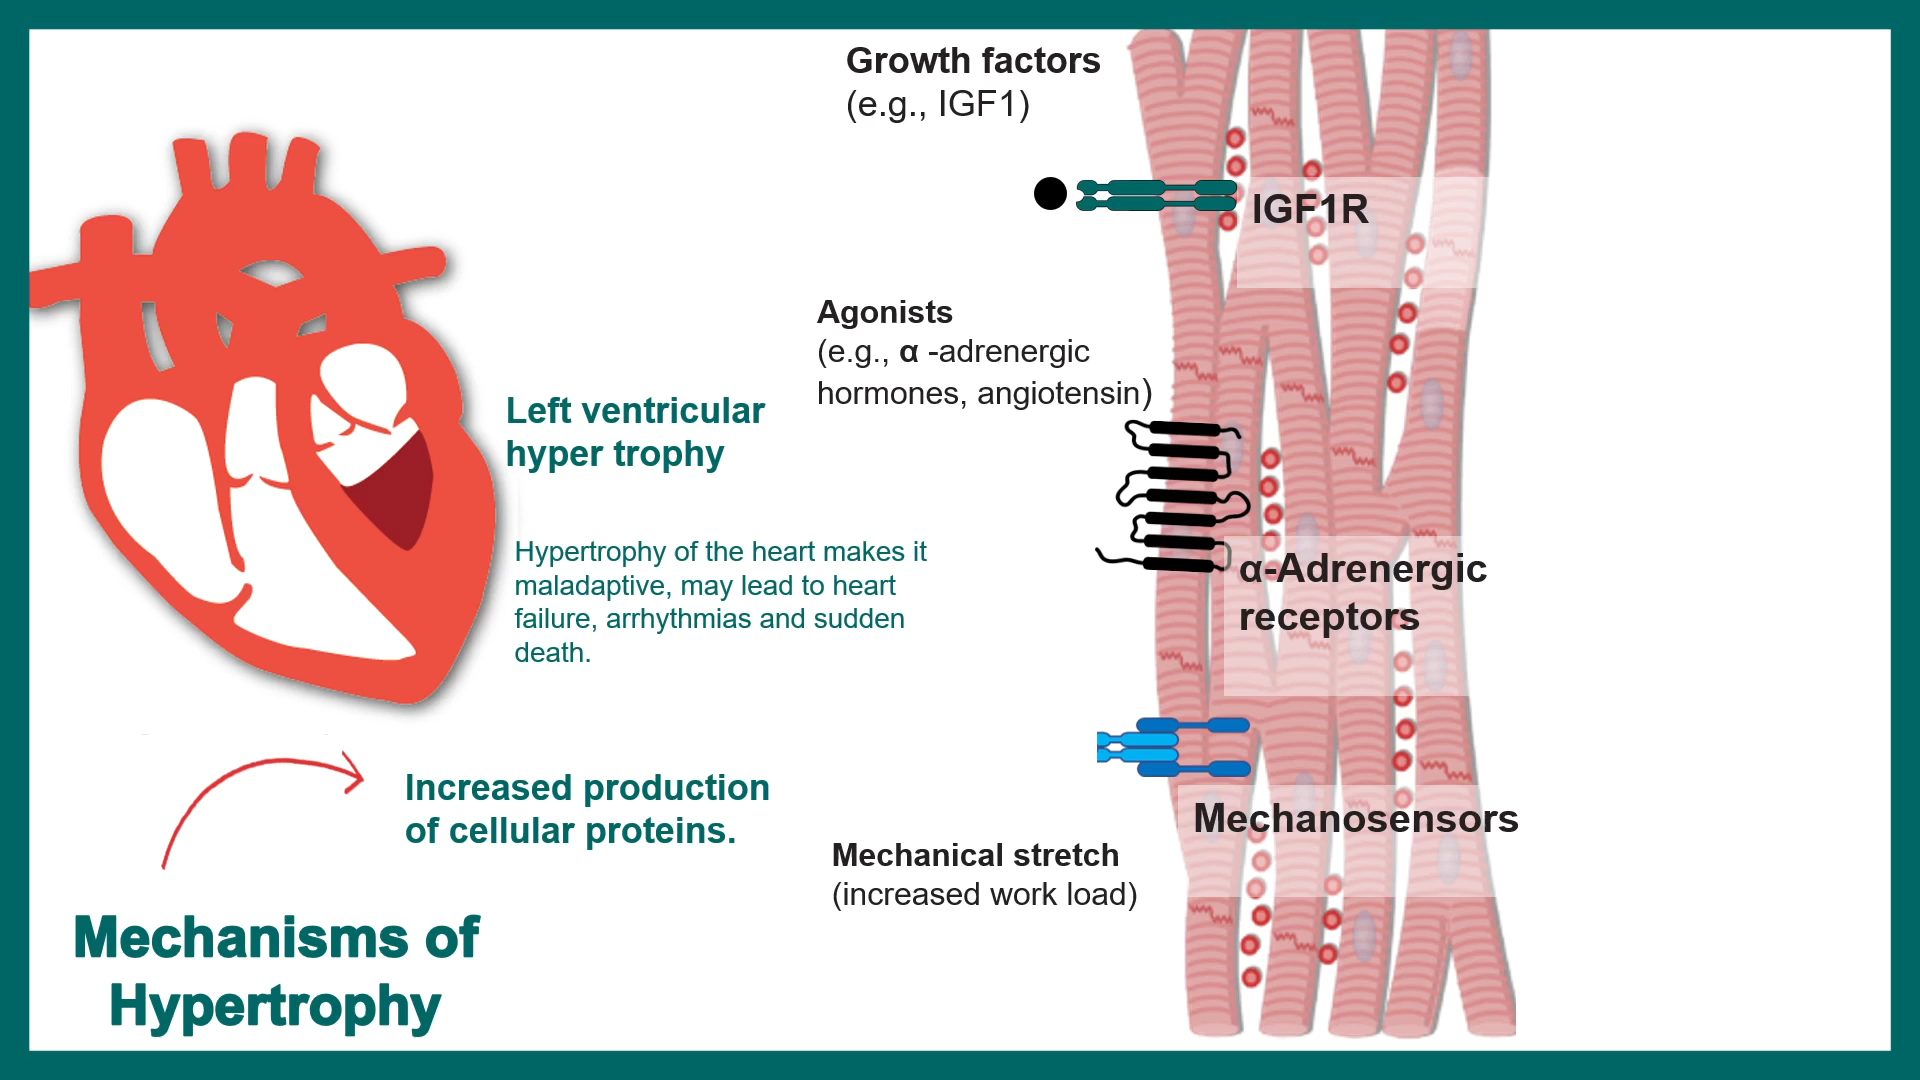 Growth factors
(e.g., IGF1)
IGF1R
Agonists
(e.g., α -adrenergic
hormones, angiotensin)
Left ventricular
hyper trophy
Hypertrophy of the heart makes it
maladaptive, may lead to heart
failure, arrhythmias and sudden
death.
α-Adrenergic
receptors
Increased production
of cellular proteins.
Mechanosensors
Mechanical stretch
(increased work load)
Mechanisms of
Hypertrophy